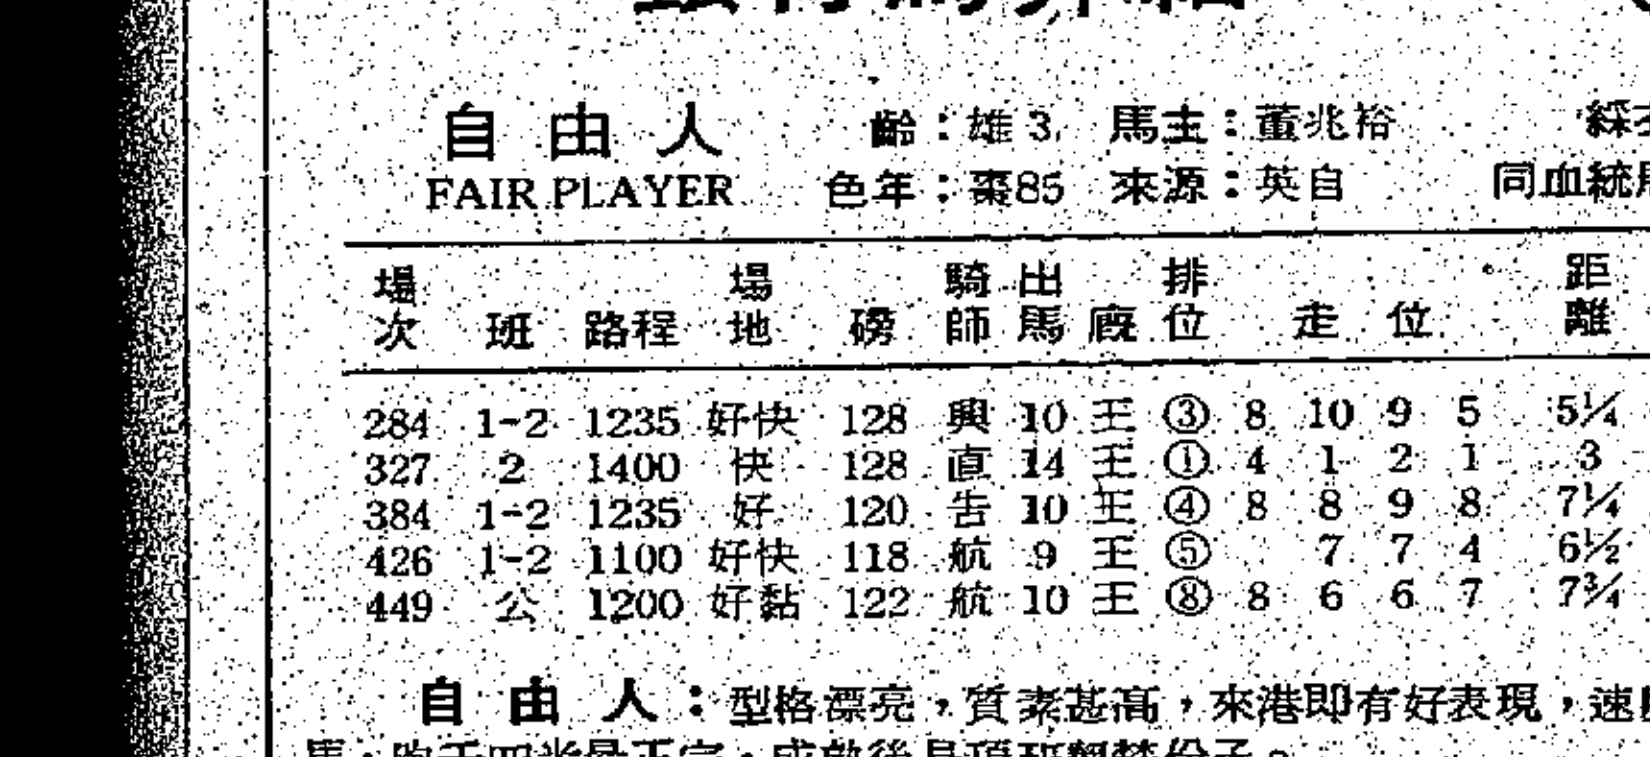 自由人 齡：雄3 馬主：董兆裕
FAIR PLAYER 色年：棗85 來源：英自 同血統
場次 班 路程 場地 磅 騎師 出馬 廐 排位 走位 距離
284 1-2 1235 好快 128 興 10 王 ③ 8 10 9 5 5¼
327 2 1400 快 128 直 14 王 ① 4 1 2 1 3
384 1-2 1235 好 120 告 10 王 ④ 8 8 9 8 7¼
426 1-2 1100 好快 118 航 9 王 ⑤ 7 7 4 6½
449 公 1200 好黏 122 航 10 王 ⑧ 8 6 6 7 7¾
自由人：型格漂亮，質素甚高，來港即有好表現，速